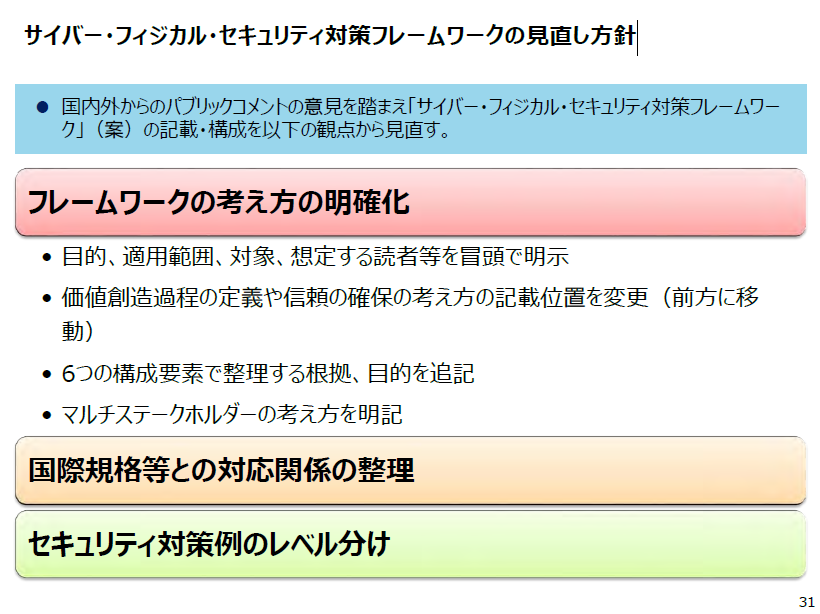 サイバー・フィジカル・セキュリティ対策フレームワークの見直し方針
● 国内外からのパブリックコメントの意見を踏まえ「サイバー・フィジカル・セキュリティ対策フレームワー
ク」（案）の記載・構成を以下の観点から見直す。
フレームワークの考え方の明確化
• 目的、適用範囲、対象、想定する読者等を冒頭で明示
• 価値創造過程の定義や信頼の確保の考え方の記載位置を変更（前方に移
動）
• 6つの構成要素で整理する根拠、目的を追記
• マルチステークホルダーの考え方を明記
国際規格等との対応関係の整理
セキュリティ対策例のレベル分け
31